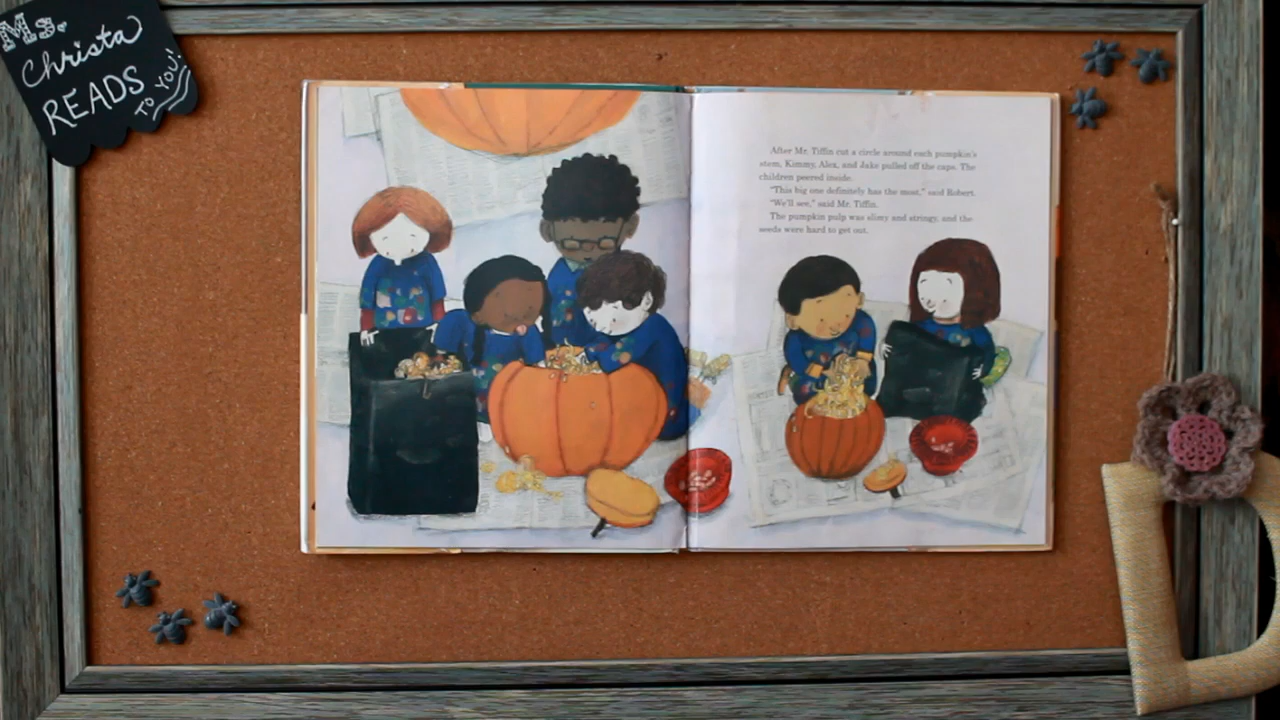 Ms.
Christa
READS
TO YOU!
After Mr. Tiffin cut a circle around each pumpkin's
stem, Kimmy, Alex, and Jake pulled off the caps. The
children peered inside.
"This big one definitely has the most," said Robert.
"We'll see," said Mr. Tiffin.
The pumpkin pulp was slimy and stringy, and the
seeds were hard to get out.
D